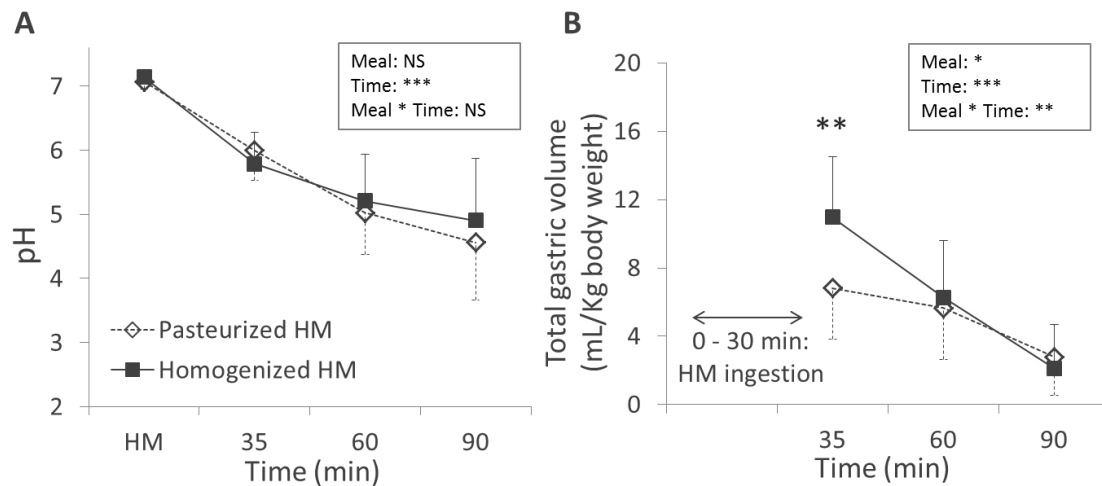 A
Meal: NS
Time: ***
Meal * Time: NS
7
6
5
4
3
2
pH
Pasteurized HM
Homogenized HM
HM 35 60 90
Time (min)
B
Meal: *
Time: ***
Meal * Time: **
20
16
12
8
4
0
Total gastric volume
(mL/Kg body weight)
**
0 - 30 min:
HM ingestion
35 60 90
Time (min)